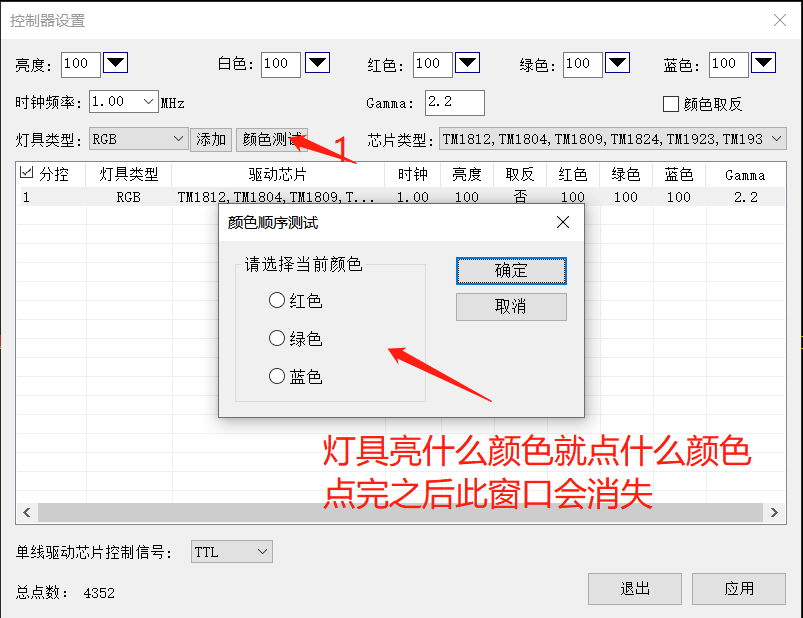 控制器设置
亮度: 100 白色: 100 红色: 100 绿色: 100 蓝色: 100
时钟频率: 1.00 MHz Gamma: 2.2 颜色取反
灯具类型: RGB 添加 颜色测试 1 芯片类型: TM1812,TM1804,TM1809,TM1824,TM1923,TM193
分控 灯具类型 驱动芯片 时钟 亮度 取反 红色 绿色 蓝色 Gamma
1 RGB TM1812,TM1804,TM1809,T... 1.00 100 否 100 100 100 2.2
颜色顺序测试
请选择当前颜色
确定
红色
取消
绿色
蓝色
灯具亮什么颜色就点什么颜色
点完之后此窗口会消失
单线驱动芯片控制信号: TTL
总点数: 4352
退出 应用